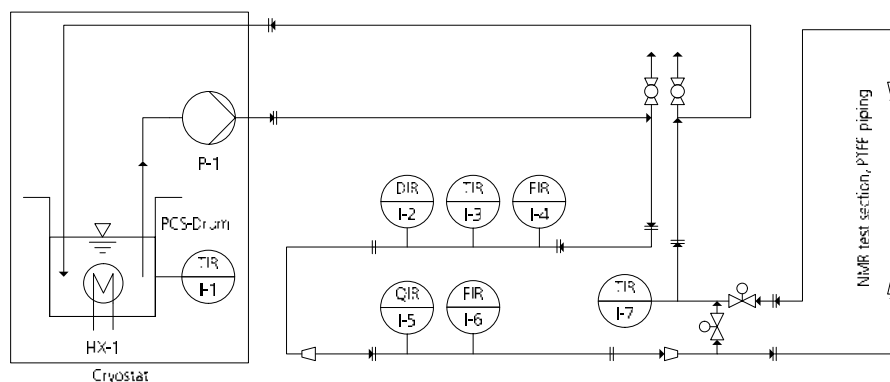 P-1
PCS-Drum
TIR
I-1
HX-1
Cryostat
DIR
I-2
TIR
I-3
FIR
I-4
QIR
I-5
FIR
I-6
TIR
I-7
NMR test section, PTFE piping